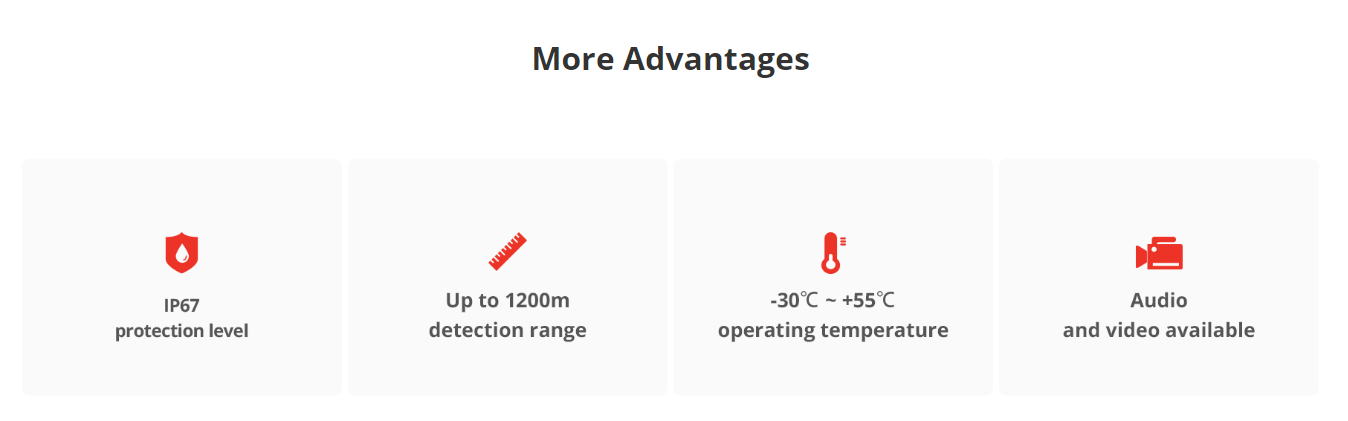 More Advantages
IP67
protection level
Up to 1200m
detection range
-30℃ ~ +55℃
operating temperature
Audio
and video available